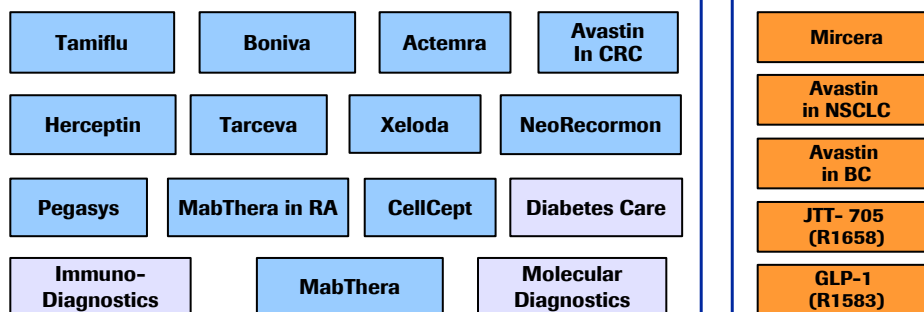 Tamiflu
Boniva
Actemra
Avastin
In CRC
Herceptin
Tarceva
Xeloda
NeoRecormon
Pegasys
MabThera in RA
CellCept
Diabetes Care
Immuno-
Diagnostics
MabThera
Molecular
Diagnostics
Mircera
Avastin
in NSCLC
Avastin
in BC
JTT- 705
(R1658)
GLP-1
(R1583)